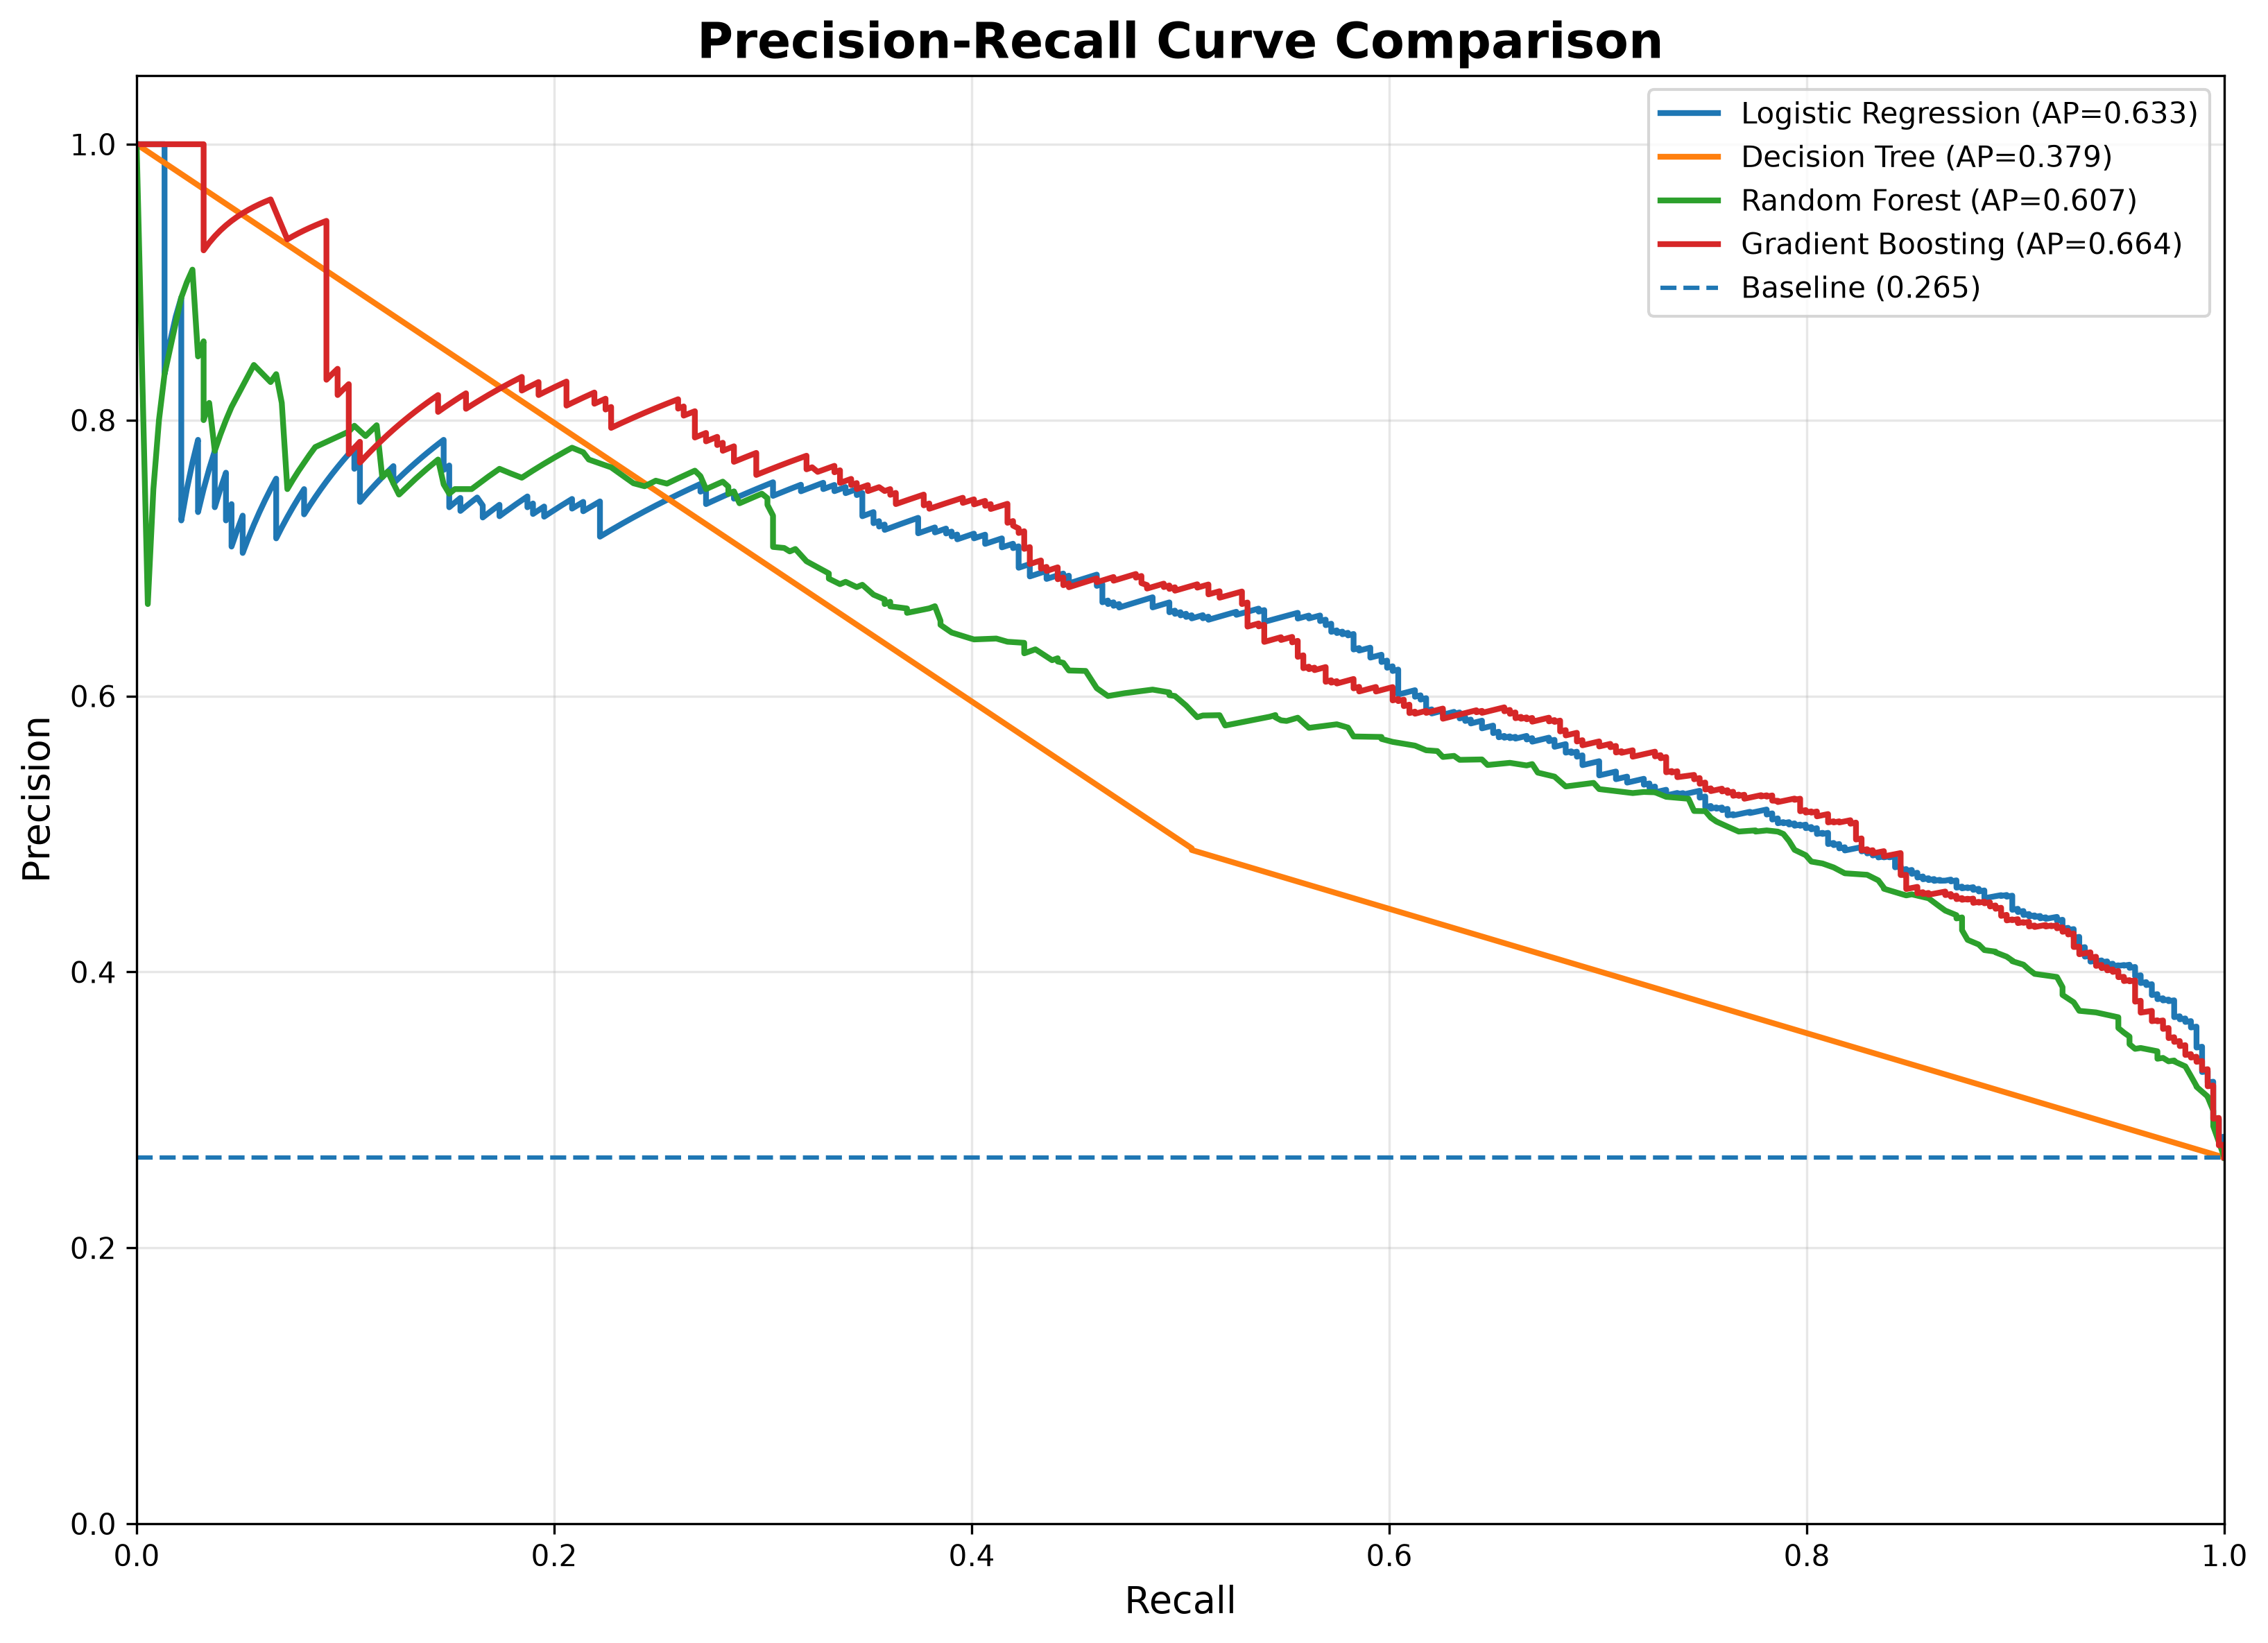 Precision-Recall Curve Comparison
Logistic Regression (AP=0.633)
Decision Tree (AP=0.379)
Random Forest (AP=0.607)
Gradient Boosting (AP=0.664)
Baseline (0.265)
Precision
1.0
0.8
0.6
0.4
0.2
0.0
0.0 0.2 0.4 0.6 0.8 1.0
Recall